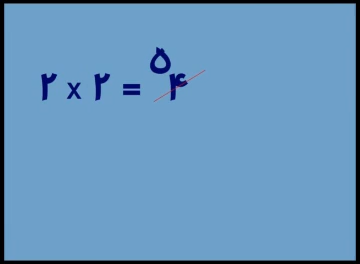 ۲ x ۲ = ۴ ۵